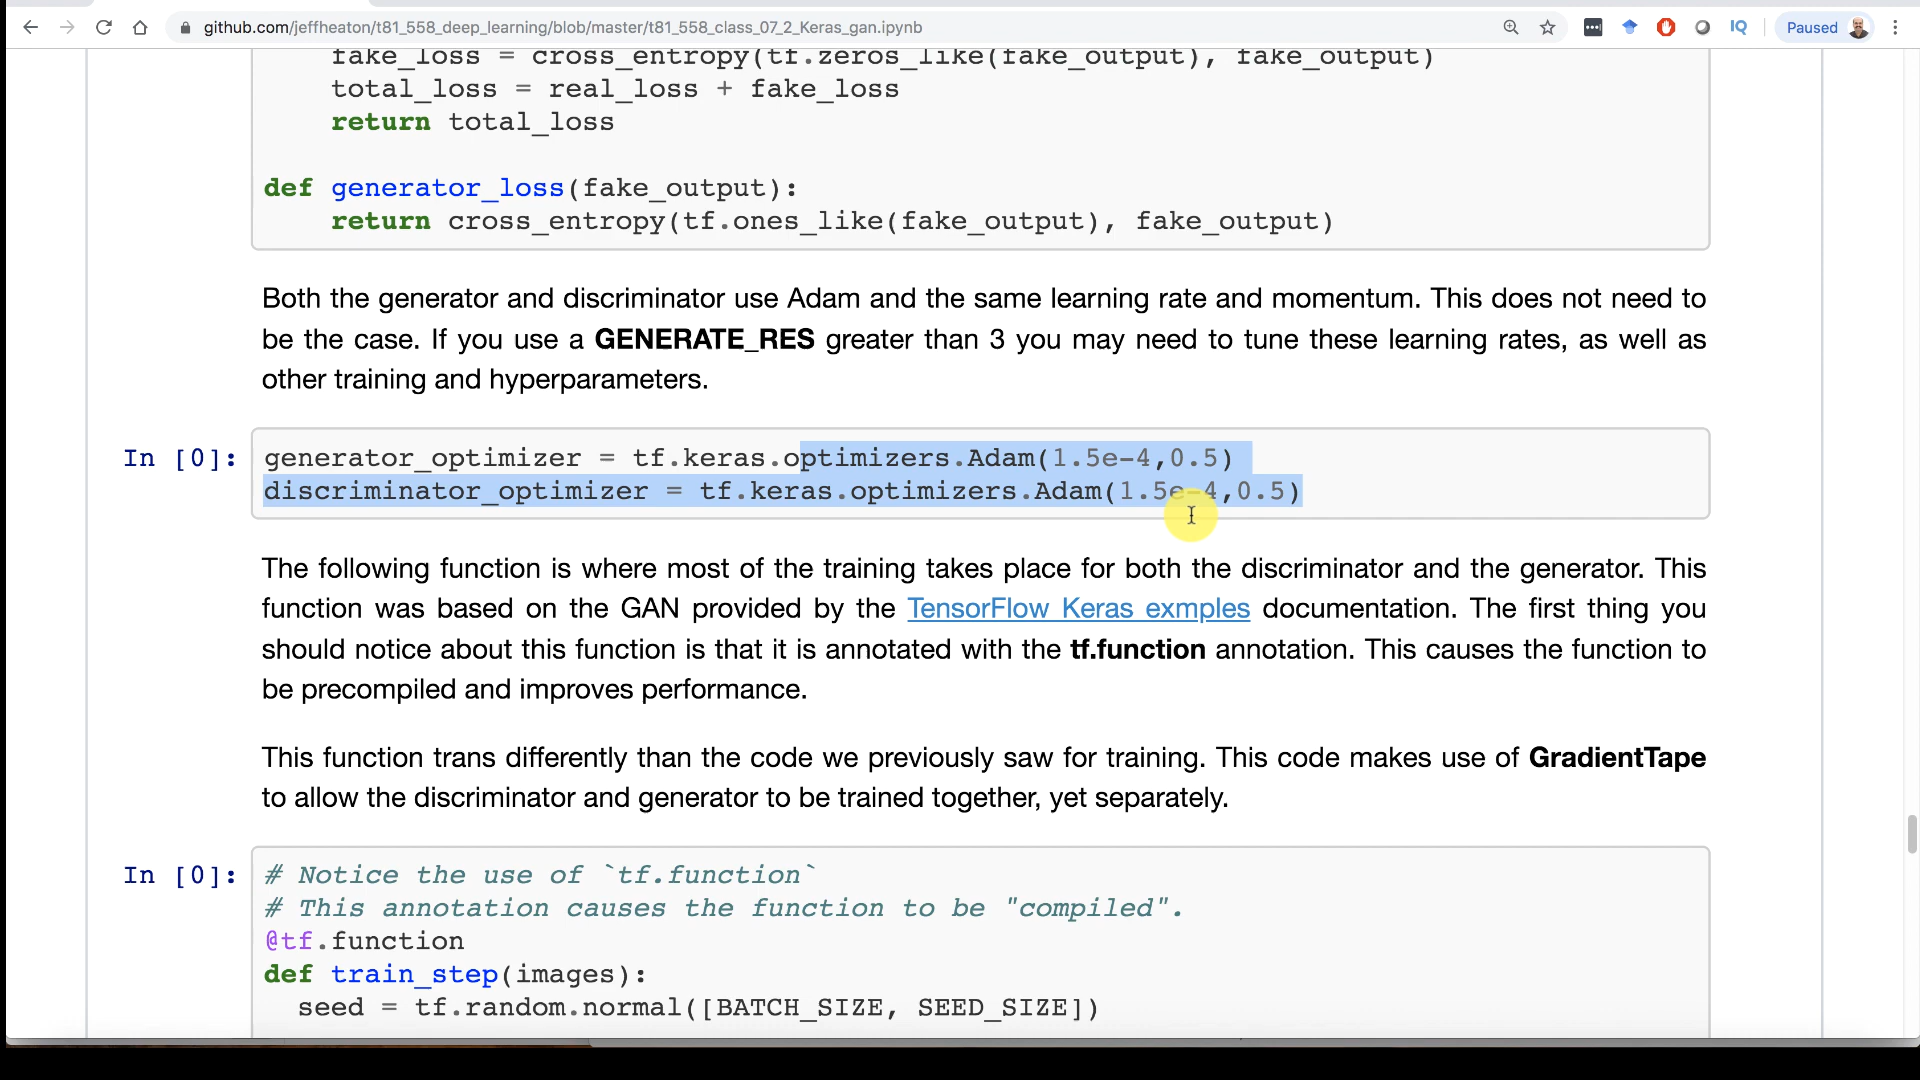 github.com/jeffheaton/t81_558_deep_learning/blob/master/t81_558_class_07_2_Keras_gan.ipynb
IQ
Paused
fake_loss = cross_entropy(tf.zeros_like(fake_output), fake_output)
total_loss = real_loss + fake_loss
return total_loss
def generator_loss(fake_output):
return cross_entropy(tf.ones_like(fake_output), fake_output)
Both the generator and discriminator use Adam and the same learning rate and momentum. This does not need to
be the case. If you use a GENERATE_RES greater than 3 you may need to tune these learning rates, as well as
other training and hyperparameters.
In [0]: generator_optimizer = tf.keras.optimizers.Adam(1.5e-4,0.5)
discriminator_optimizer = tf.keras.optimizers.Adam(1.5e-4,0.5)
The following function is where most of the training takes place for both the discriminator and the generator. This
function was based on the GAN provided by the TensorFlow Keras exmples documentation. The first thing you
should notice about this function is that it is annotated with the tf.function annotation. This causes the function to
be precompiled and improves performance.
This function trans differently than the code we previously saw for training. This code makes use of GradientTape
to allow the discriminator and generator to be trained together, yet separately.
In [0]: # Notice the use of `tf.function`
# This annotation causes the function to be "compiled".
@tf.function
def train_step(images):
seed = tf.random.normal([BATCH_SIZE, SEED_SIZE])